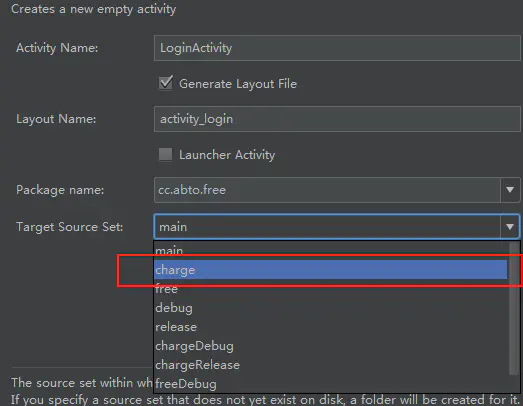 Creates a new empty activity
Activity Name: LoginActivity
Generate Layout File
Layout Name: activity_login
Launcher Activity
Package name: cc.abto.free
Target Source Set: main
main
charge
free
debug
release
chargeDebug
chargeRelease
freeDebug
The source set within wh
If you specify a source set that does not yet exist on disk, a folder will be created for it.